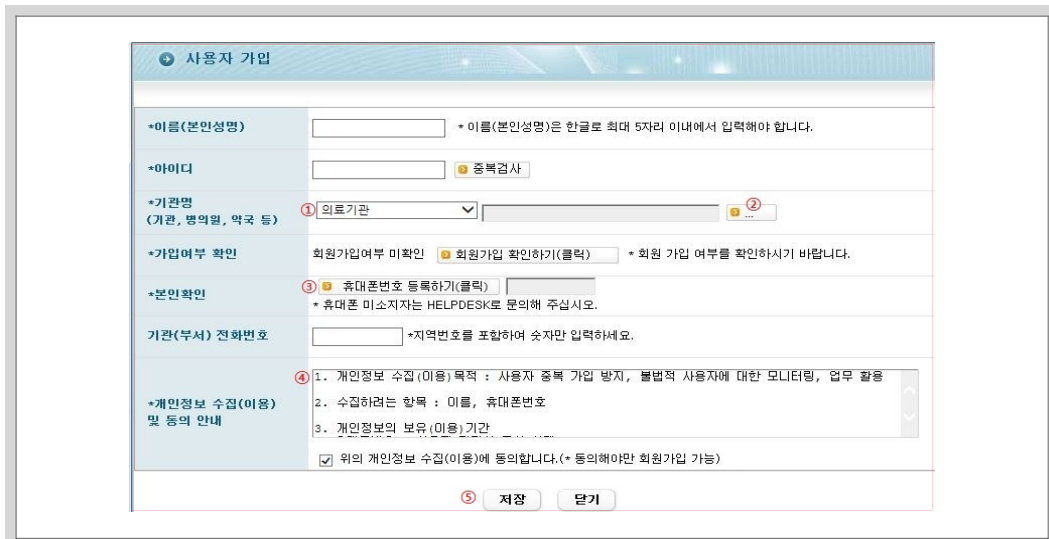 사용자 가입
*이름(본인성명) * 이름(본인성명)은 한글로 최대 5자리 이내에서 입력해야 합니다.
*아이디 중복검사
*기관명
(기관, 병의원, 약국 등) ① 의료기관 ② ...
*가입여부 확인 회원가입여부 미확인 회원가입 확인하기(클릭) * 회원 가입 여부를 확인하시기 바랍니다.
*본인확인 ③ 휴대폰번호 등록하기(클릭)
* 휴대폰 미소지자는 HELPDESK로 문의해 주십시오.
기관(부서) 전화번호 *지역번호를 포함하여 숫자만 입력하세요.
*개인정보 수집(이용)
및 동의 안내
④ 1. 개인정보 수집(이용)목적 : 사용자 중복 가입 방지, 불법적 사용자에 대한 모니터링, 업무 활용
2. 수집하려는 항목 : 이름, 휴대폰번호
3. 개인정보의 보유(이용)기간
위의 개인정보 수집(이용)에 동의합니다.(* 동의해야만 회원가입 가능)
⑤ 저장 닫기